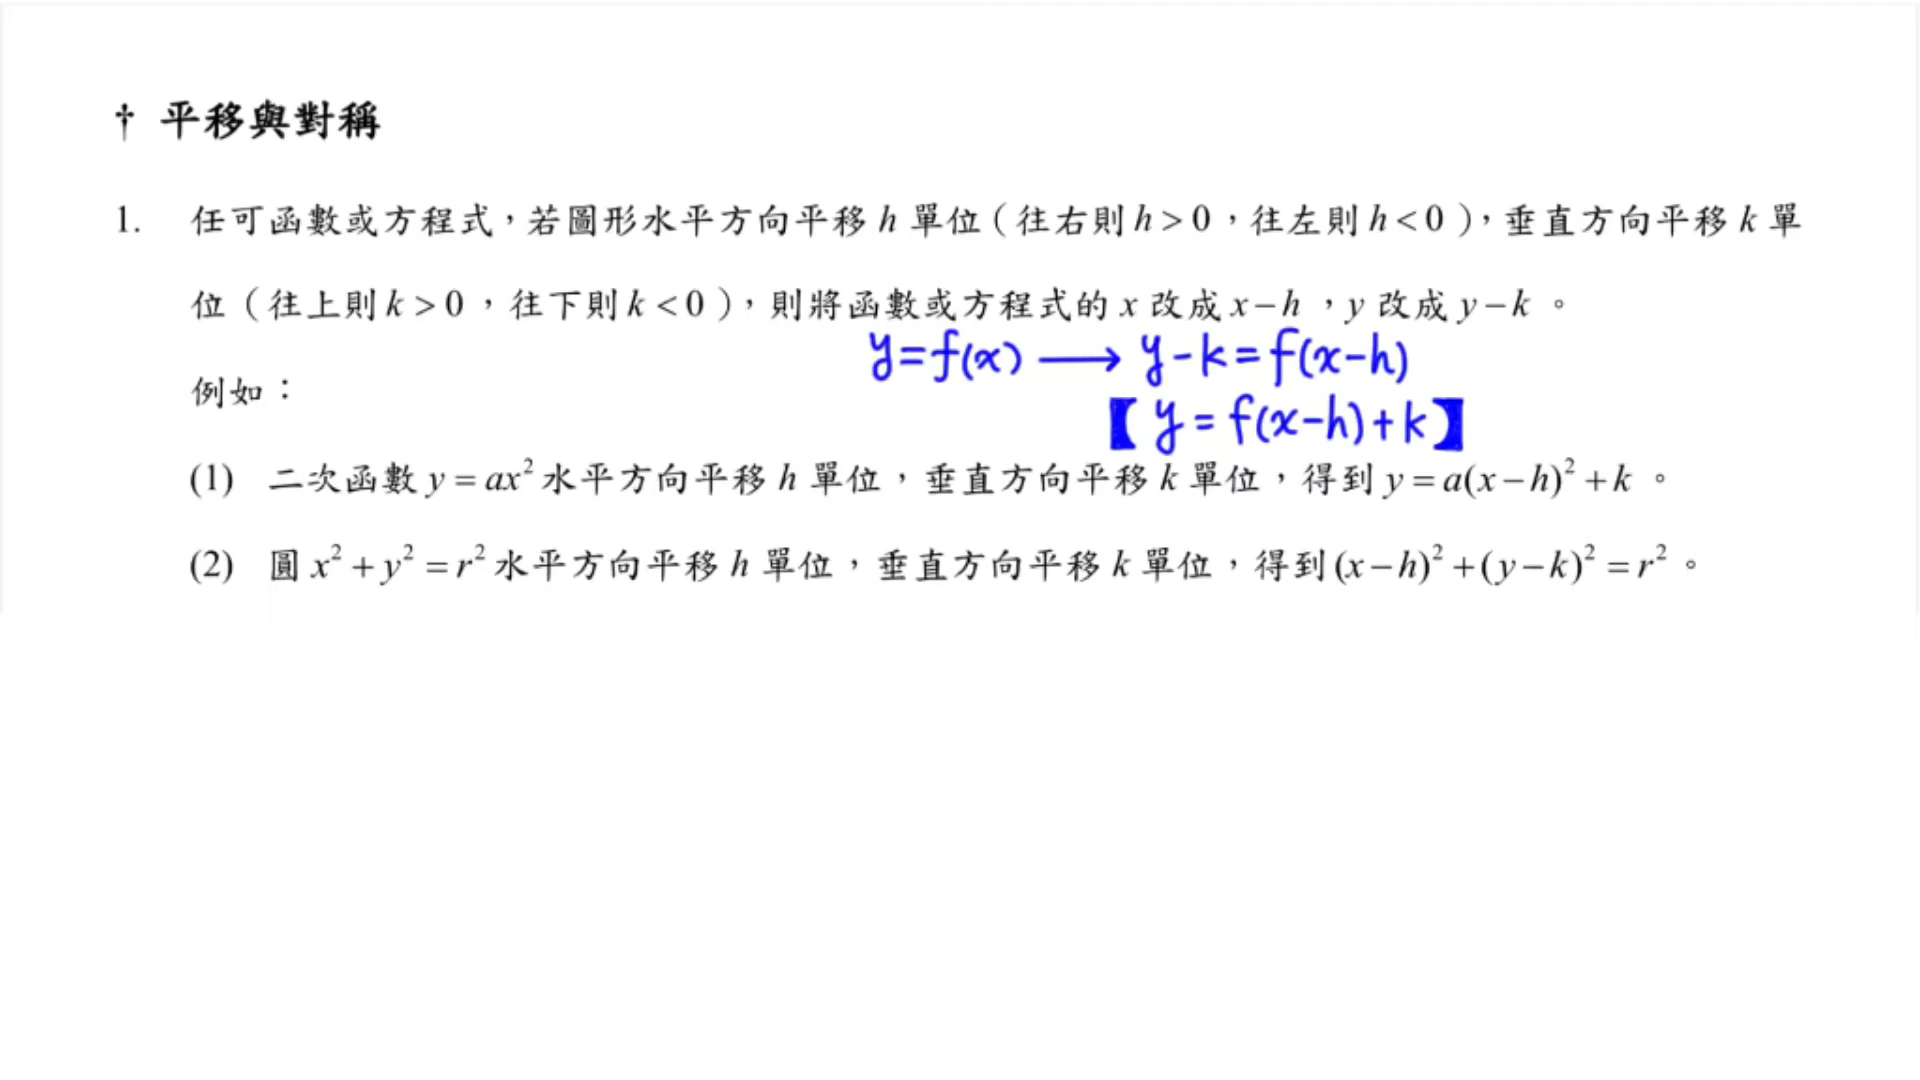 † 平移與對稱
1. 任可函數或方程式，若圖形水平方向平移 h 單位（往右則 h > 0，往左則 h < 0），垂直方向平移 k 單
位（往上則 k > 0，往下則 k < 0），則將函數或方程式的 x 改成 x − h，y 改成 y − k。
y=f(x) ⟶ y-k=f(x-h)
例如：
【y=f(x-h)+k】
(1) 二次函數 y = ax² 水平方向平移 h 單位，垂直方向平移 k 單位，得到 y = a(x − h)² + k。
(2) 圓 x² + y² = r² 水平方向平移 h 單位，垂直方向平移 k 單位，得到 (x − h)² + (y − k)² = r²。